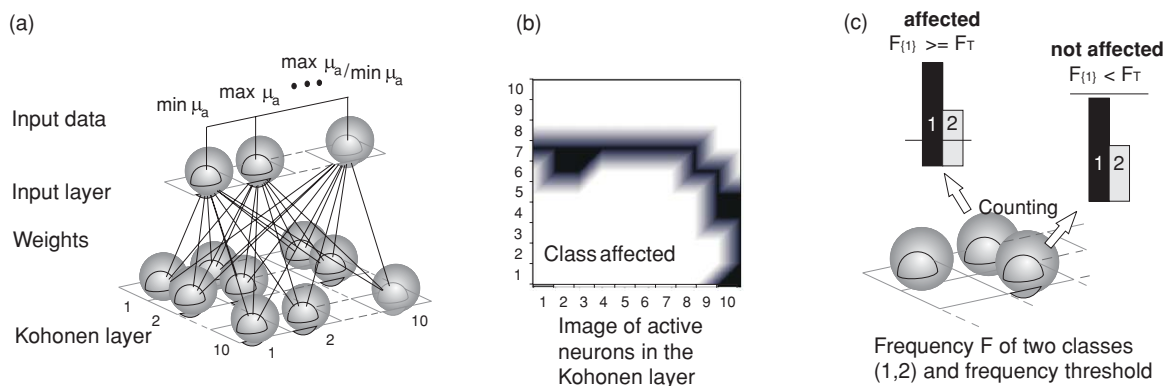 (a)
max μa/min μa
max μa
min μa
Input data
Input layer
Weights
Kohonen layer
1
2
10
1
2
10
(b)
10
9
8
7
6
5
4
3
2
1
Class affected
1 2 3 4 5 6 7 8 9 10
Image of active
neurons in the
Kohonen layer
(c)
affected
F{1} >= FT
1 2
not affected
F{1} < FT
1 2
Counting
Frequency F of two classes
(1,2) and frequency threshold